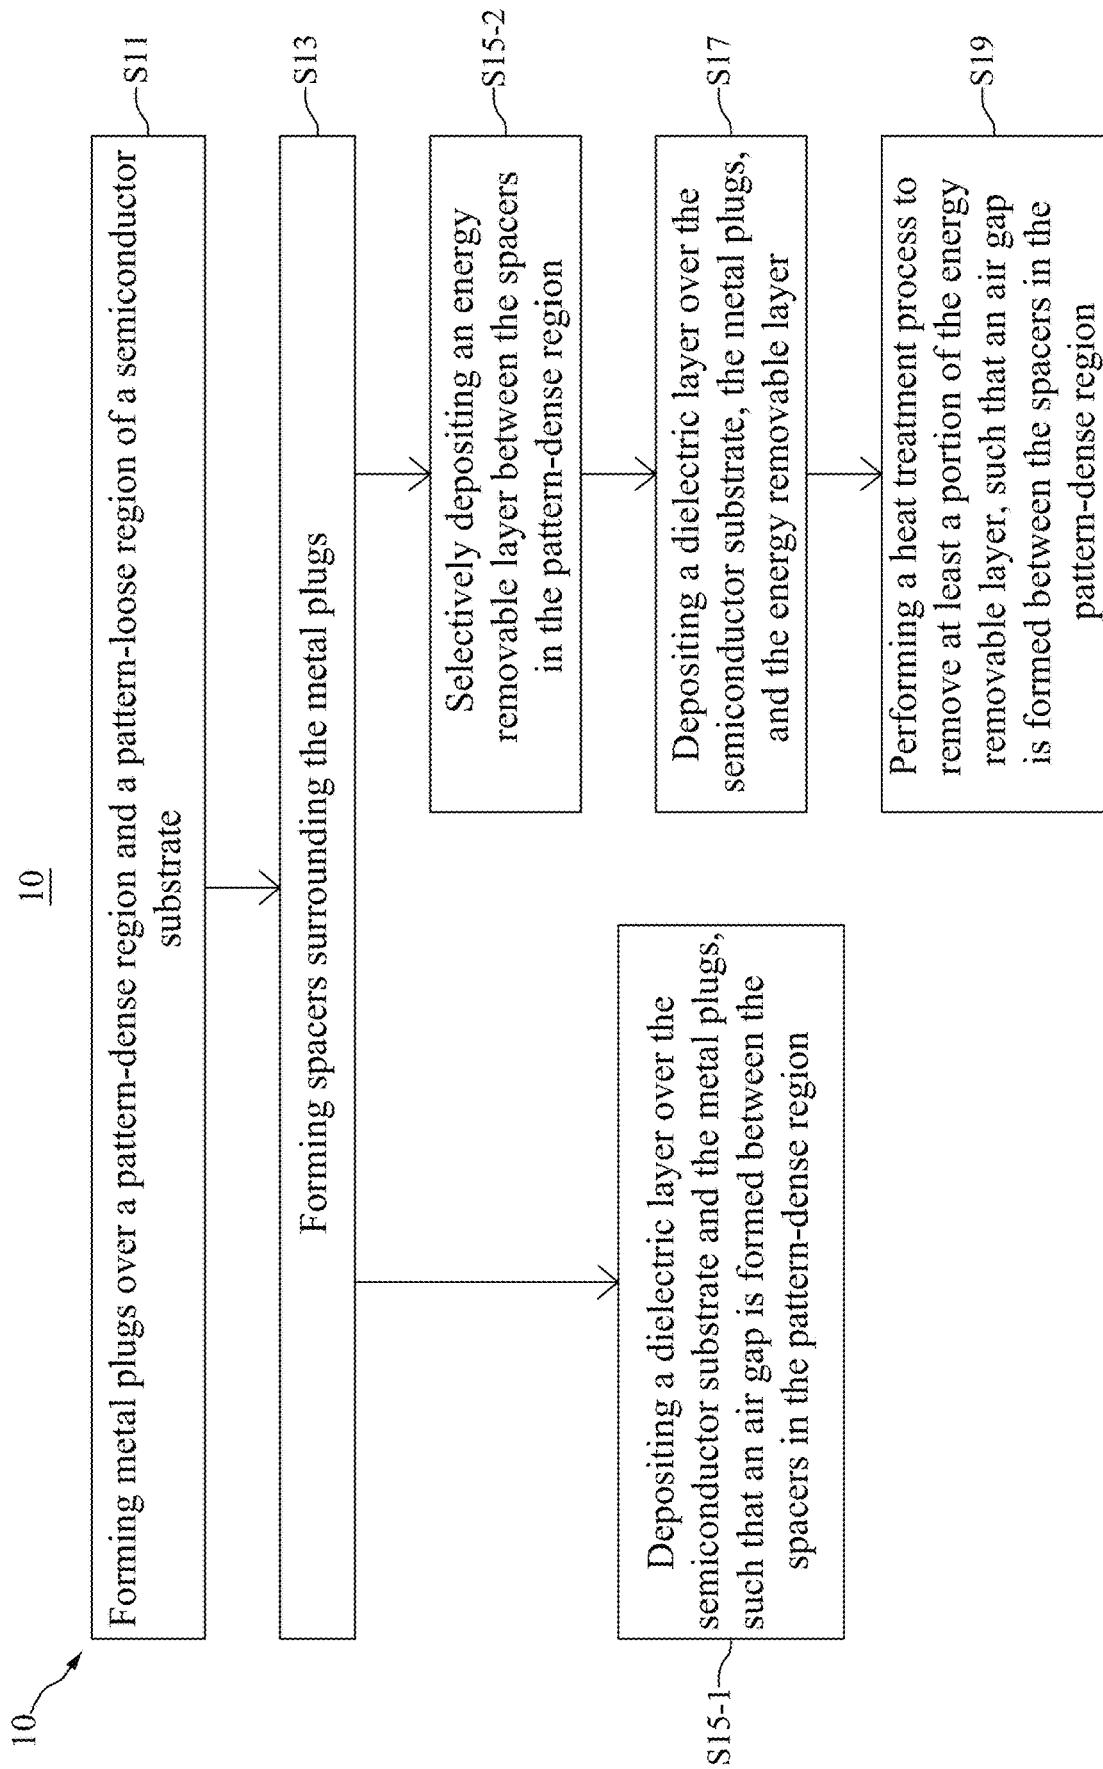 10
10
Forming metal plugs over a pattern-dense region and a pattern-loose region of a semiconductor
substrate
S11
Forming spacers surrounding the metal plugs
S13
Depositing a dielectric layer over the
semiconductor substrate and the metal plugs,
such that an air gap is formed between the
spacers in the pattern-dense region
S15-1
Selectively depositing an energy
removable layer between the spacers
in the pattern-dense region
S15-2
Depositing a dielectric layer over the
semiconductor substrate, the metal plugs,
and the energy removable layer
S17
Performing a heat treatment process to
remove at least a portion of the energy
removable layer, such that an air gap
is formed between the spacers in the
pattern-dense region
S19